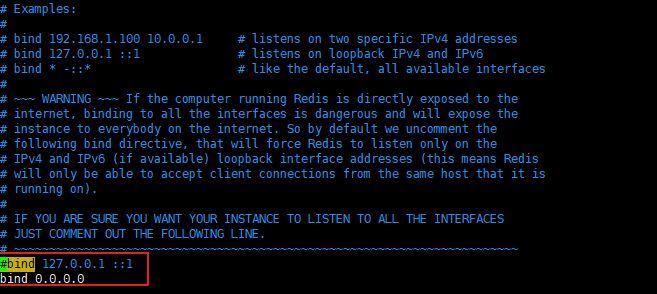 # Examples:
#
# bind 192.168.1.100 10.0.0.1     # listens on two specific IPv4 addresses
# bind 127.0.0.1 ::1              # listens on loopback IPv4 and IPv6
# bind * -::*                     # like the default, all available interfaces
#
# ~~~ WARNING ~~~ If the computer running Redis is directly exposed to the
# internet, binding to all the interfaces is dangerous and will expose the
# instance to everybody on the internet. So by default we uncomment the
# following bind directive, that will force Redis to listen only on the
# IPv4 and IPv6 (if available) loopback interface addresses (this means Redis
# will only be able to accept client connections from the same host that it is
# running on).
#
# IF YOU ARE SURE YOU WANT YOUR INSTANCE TO LISTEN TO ALL THE INTERFACES
# JUST COMMENT OUT THE FOLLOWING LINE.
# ~~~~~~~~~~~~~~~~~~~~~~~~~~~~~~~~~~~~~~~~~~~~~~~~~~~~~~~~~~~~~~~~~~~~~~~~
#bind 127.0.0.1 ::1
bind 0.0.0.0